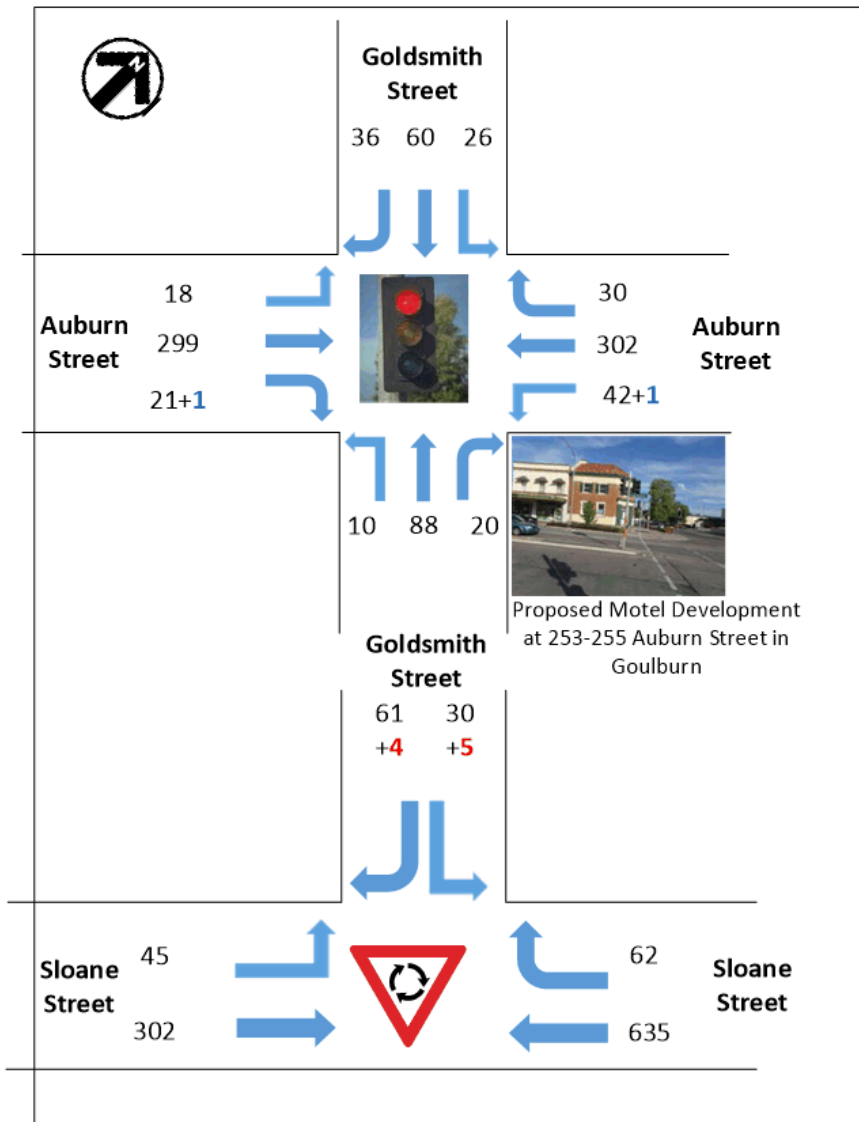 N
Goldsmith
Street
36 60 26
18
299
21+1
Auburn
Street
30
302
42+1
Auburn
Street
10 88 20
Proposed Motel Development
at 253-255 Auburn Street in
Goulburn
Goldsmith
Street
61 30
+4 +5
45
302
Sloane
Street
62
635
Sloane
Street